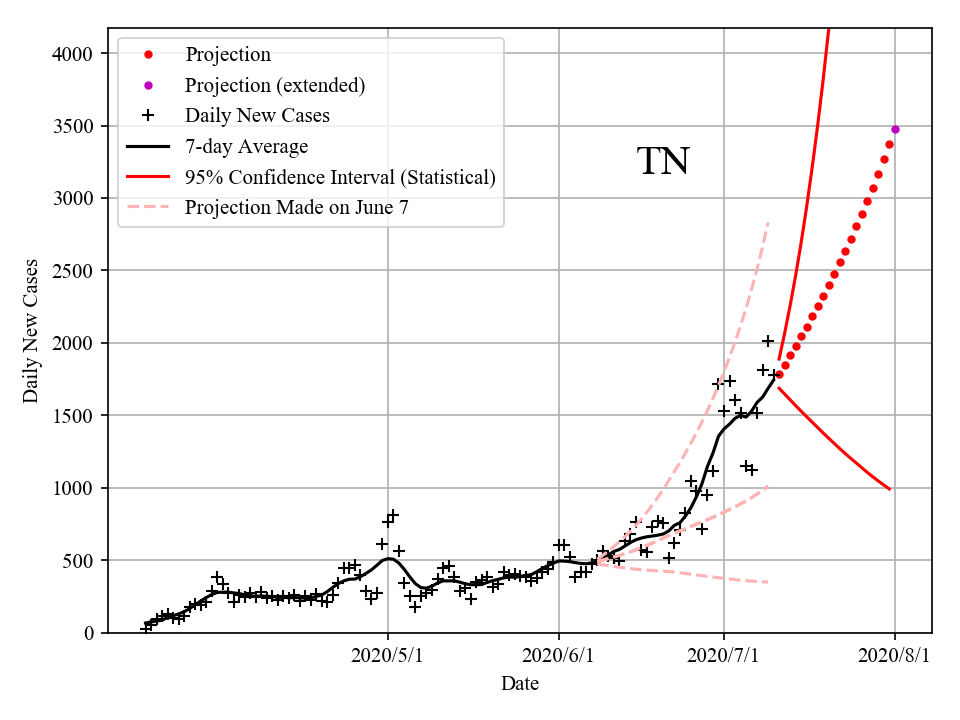 4000
3500
3000
2500
2000
1500
1000
500
0
Daily New Cases
Projection
Projection (extended)
Daily New Cases
7-day Average
95% Confidence Interval (Statistical)
Projection Made on June 7
TN
2020/5/1
2020/6/1
2020/7/1
2020/8/1
Date